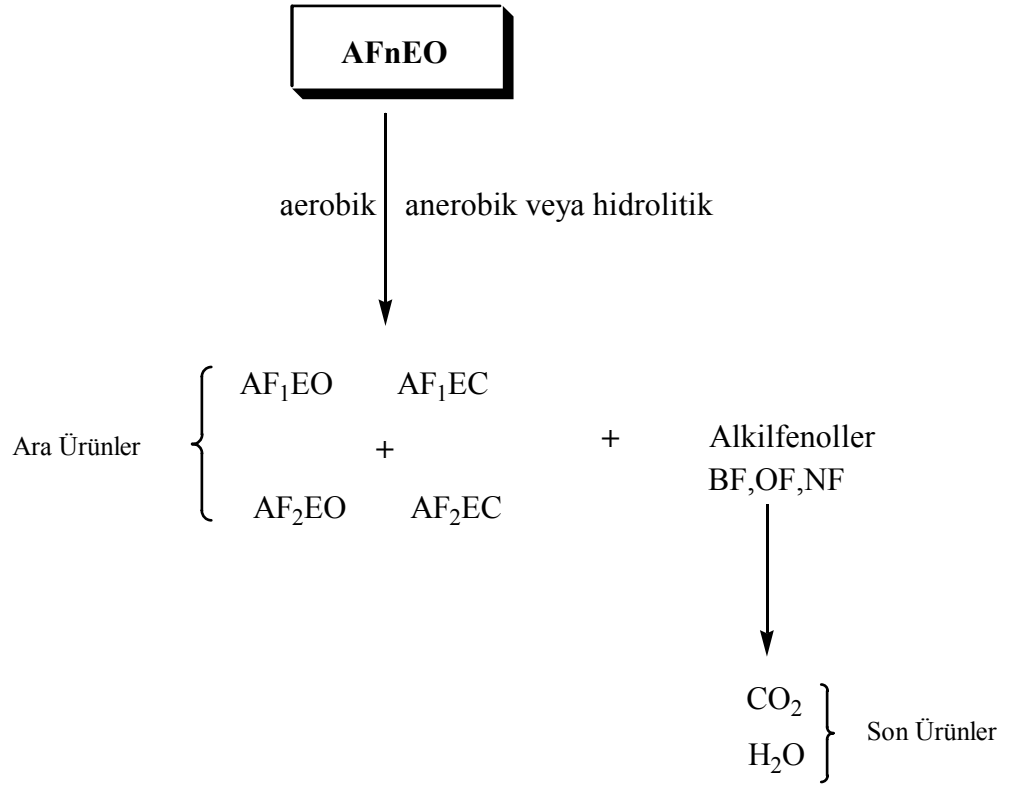 AFnEO
aerobik anerobik veya hidrolitik
AF₁EO AF₁EC
Ara Ürünler + + Alkilfenoller
BF,OF,NF
AF₂EO AF₂EC
CO₂
H₂O
Son Ürünler